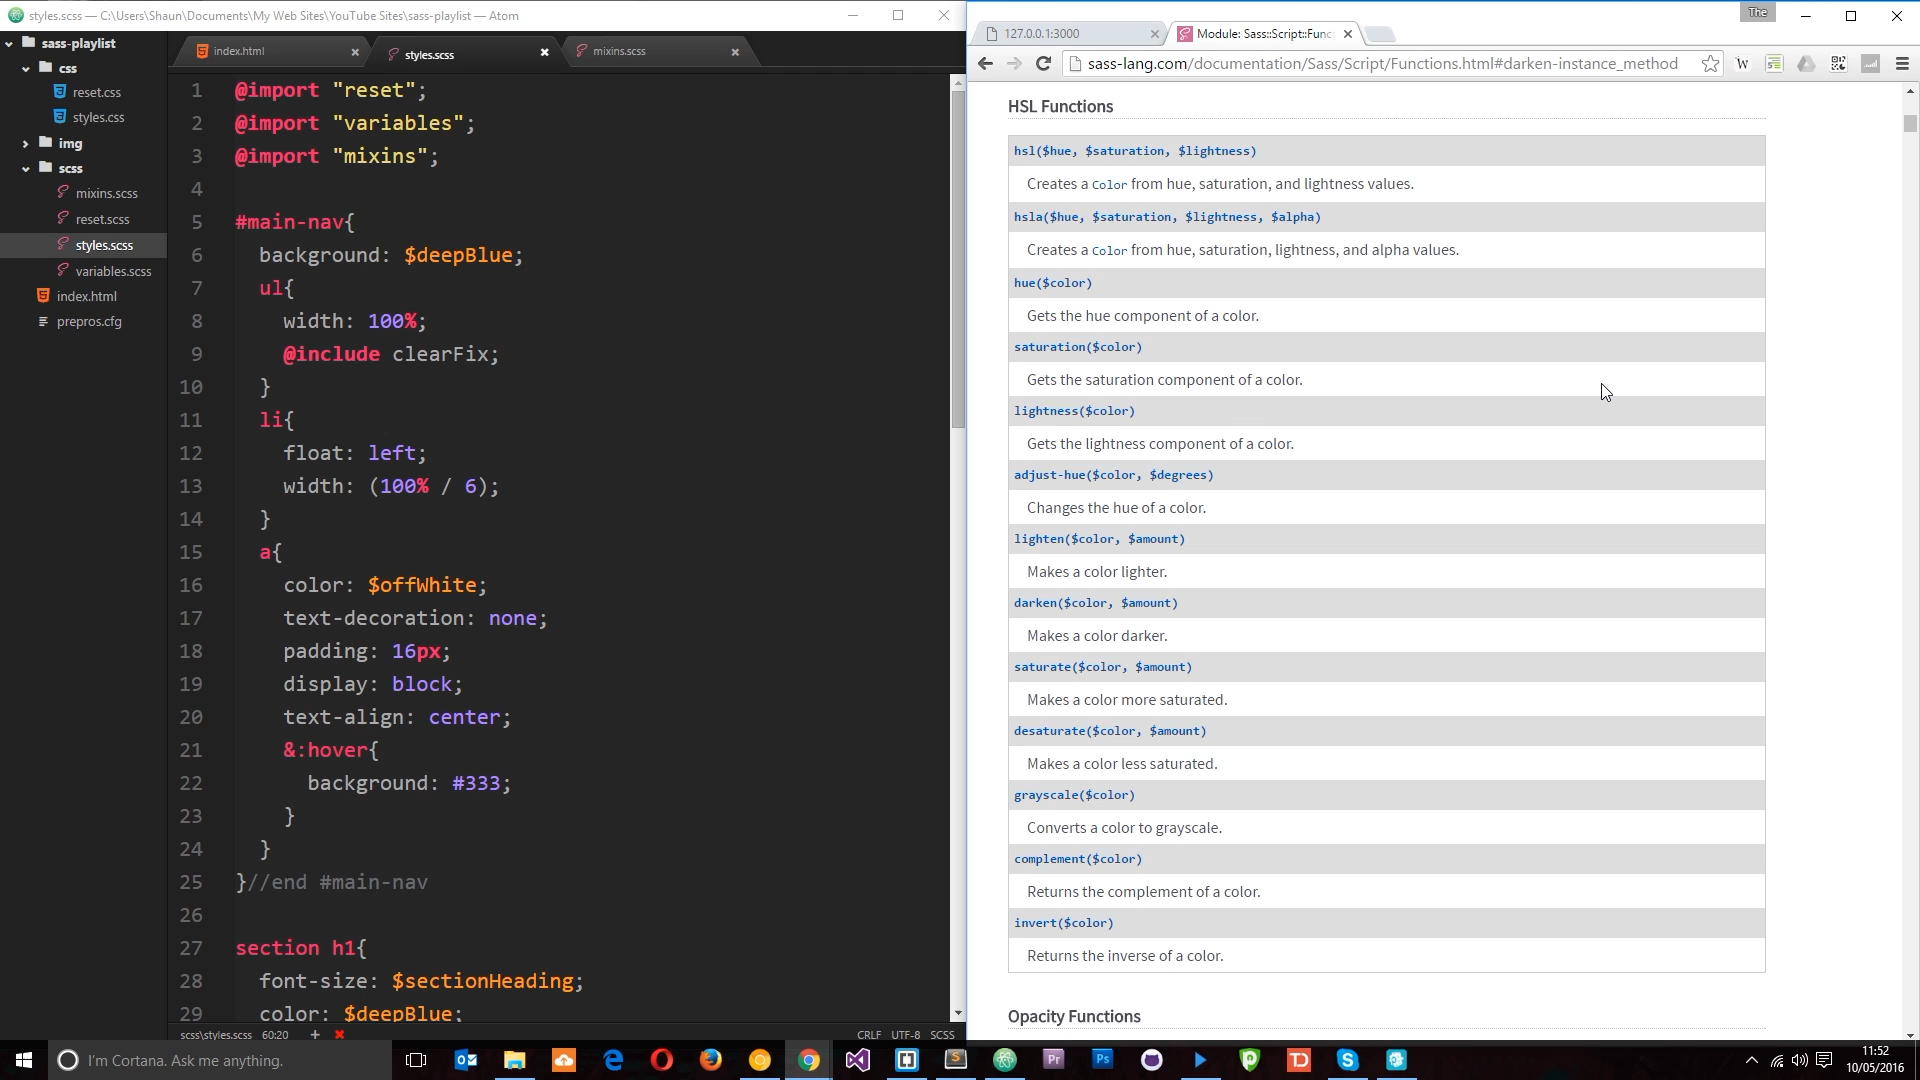 styles.scss — C:\Users\Shaun\Documents\My Web Sites\YouTube Sites\sass-playlist — Atom
sass-playlist
css
reset.css
styles.css
img
scss
mixins.scss
reset.scss
styles.scss
variables.scss
index.html
prepros.cfg
index.html
styles.scss
mixins.scss
1 @import "reset";
2 @import "variables";
3 @import "mixins";
4
5 #main-nav{
6 background: $deepBlue;
7 ul{
8 width: 100%;
9 @include clearFix;
10 }
11 li{
12 float: left;
13 width: (100% / 6);
14 }
15 a{
16 color: $offWhite;
17 text-decoration: none;
18 padding: 16px;
19 display: block;
20 text-align: center;
21 &:hover{
22 background: #333;
23 }
24 }
25 }//end #main-nav
26
27 section h1{
28 font-size: $sectionHeading;
29 color: $deepBlue;
scss\styles.scss 60:20 CRLF UTF-8 SCSS
The
127.0.0.1:3000
Module: Sass::Script::Func
sass-lang.com/documentation/Sass/Script/Functions.html#darken-instance_method
HSL Functions
hsl($hue, $saturation, $lightness)
Creates a Color from hue, saturation, and lightness values.
hsla($hue, $saturation, $lightness, $alpha)
Creates a Color from hue, saturation, lightness, and alpha values.
hue($color)
Gets the hue component of a color.
saturation($color)
Gets the saturation component of a color.
lightness($color)
Gets the lightness component of a color.
adjust-hue($color, $degrees)
Changes the hue of a color.
lighten($color, $amount)
Makes a color lighter.
darken($color, $amount)
Makes a color darker.
saturate($color, $amount)
Makes a color more saturated.
desaturate($color, $amount)
Makes a color less saturated.
grayscale($color)
Converts a color to grayscale.
complement($color)
Returns the complement of a color.
invert($color)
Returns the inverse of a color.
Opacity Functions
I'm Cortana. Ask me anything.
11:52
10/05/2016